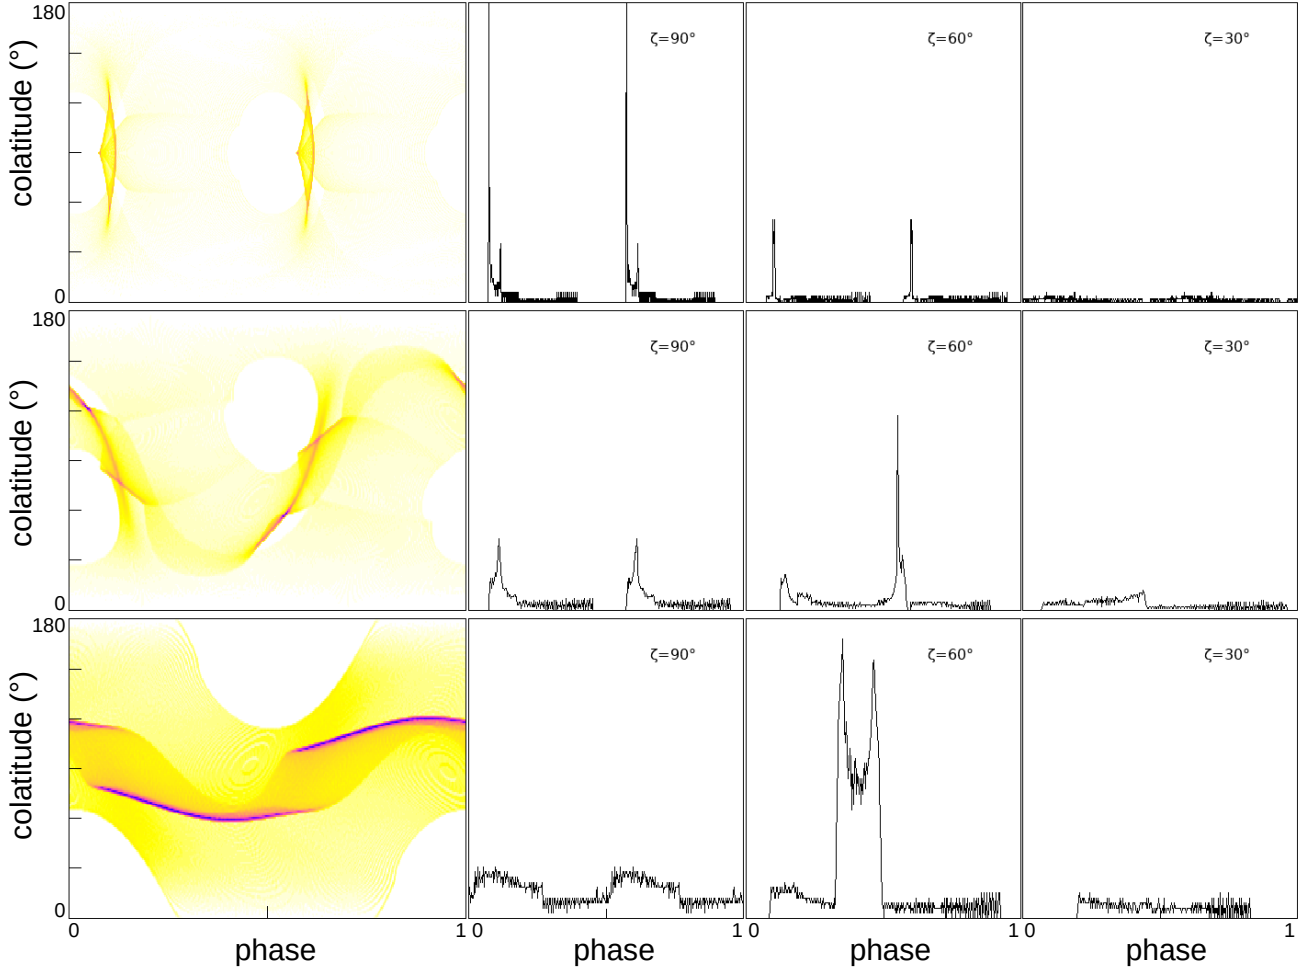 180
colatitude (°)
0
ζ=90°
ζ=60°
ζ=30°
180
colatitude (°)
0
ζ=90°
ζ=60°
ζ=30°
180
colatitude (°)
0
ζ=90°
ζ=60°
ζ=30°
0 1 0 1 0 1 0 1
phase phase phase phase